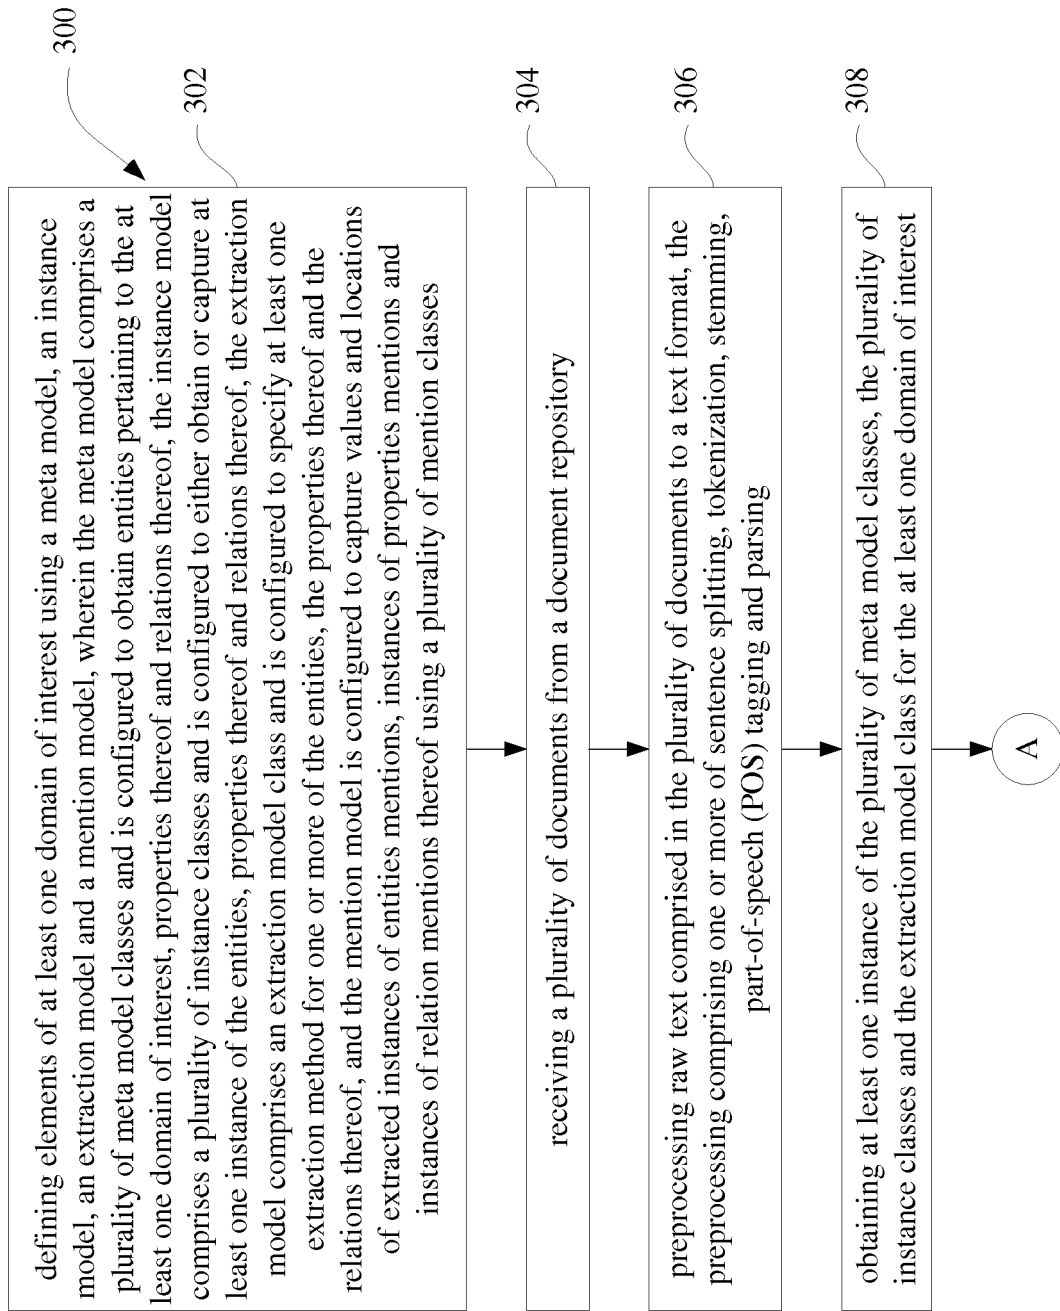 300
defining elements of at least one domain of interest using a meta model, an instance
model, an extraction model and a mention model, wherein the meta model comprises a
plurality of meta model classes and is configured to obtain entities pertaining to the at
least one domain of interest, properties thereof and relations thereof, the instance model
comprises a plurality of instance classes and is configured to either obtain or capture at
least one instance of the entities, properties thereof and relations thereof, the extraction
model comprises an extraction model class and is configured to specify at least one
extraction method for one or more of the entities, the properties thereof and the
relations thereof, and the mention model is configured to capture values and locations
of extracted instances of entities mentions, instances of properties mentions and
instances of relation mentions thereof using a plurality of mention classes
302
receiving a plurality of documents from a document repository
304
preprocessing raw text comprised in the plurality of documents to a text format, the
preprocessing comprising one or more of sentence splitting, tokenization, stemming,
part-of-speech (POS) tagging and parsing
306
obtaining at least one instance of the plurality of meta model classes, the plurality of
instance classes and the extraction model class for the at least one domain of interest
308
A